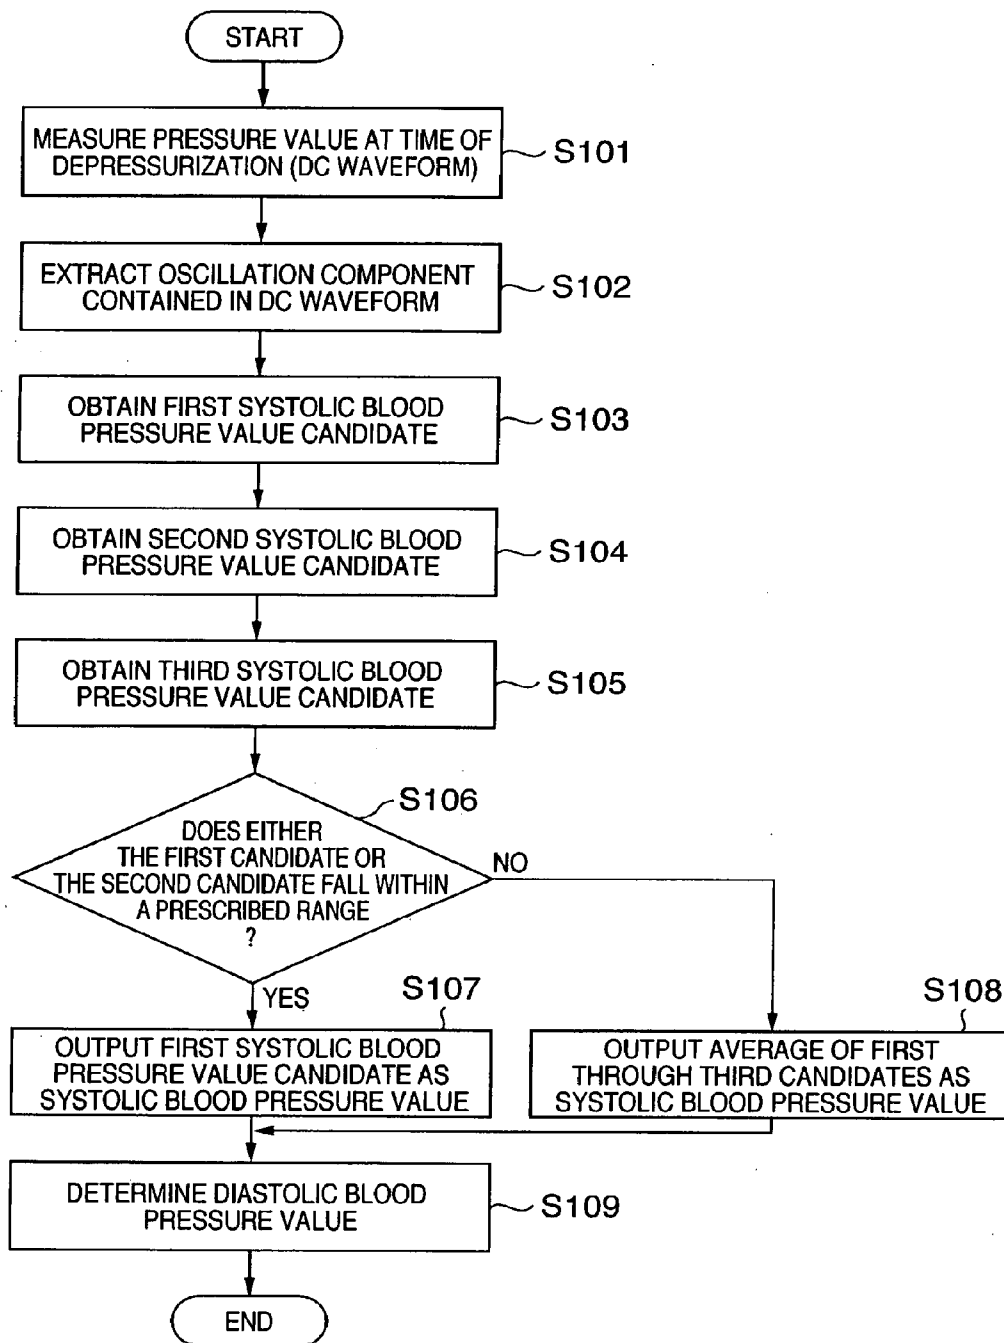 START
MEASURE PRESSURE VALUE AT TIME OF
DEPRESSURIZATION (DC WAVEFORM)
S101
EXTRACT OSCILLATION COMPONENT
CONTAINED IN DC WAVEFORM
S102
OBTAIN FIRST SYSTOLIC BLOOD
PRESSURE VALUE CANDIDATE
S103
OBTAIN SECOND SYSTOLIC BLOOD
PRESSURE VALUE CANDIDATE
S104
OBTAIN THIRD SYSTOLIC BLOOD
PRESSURE VALUE CANDIDATE
S105
S106
DOES EITHER
THE FIRST CANDIDATE OR
THE SECOND CANDIDATE FALL WITHIN
A PRESCRIBED RANGE
?
NO
YES
S107
OUTPUT FIRST SYSTOLIC BLOOD
PRESSURE VALUE CANDIDATE AS
SYSTOLIC BLOOD PRESSURE VALUE
S108
OUTPUT AVERAGE OF FIRST
THROUGH THIRD CANDIDATES AS
SYSTOLIC BLOOD PRESSURE VALUE
DETERMINE DIASTOLIC BLOOD
PRESSURE VALUE
S109
END